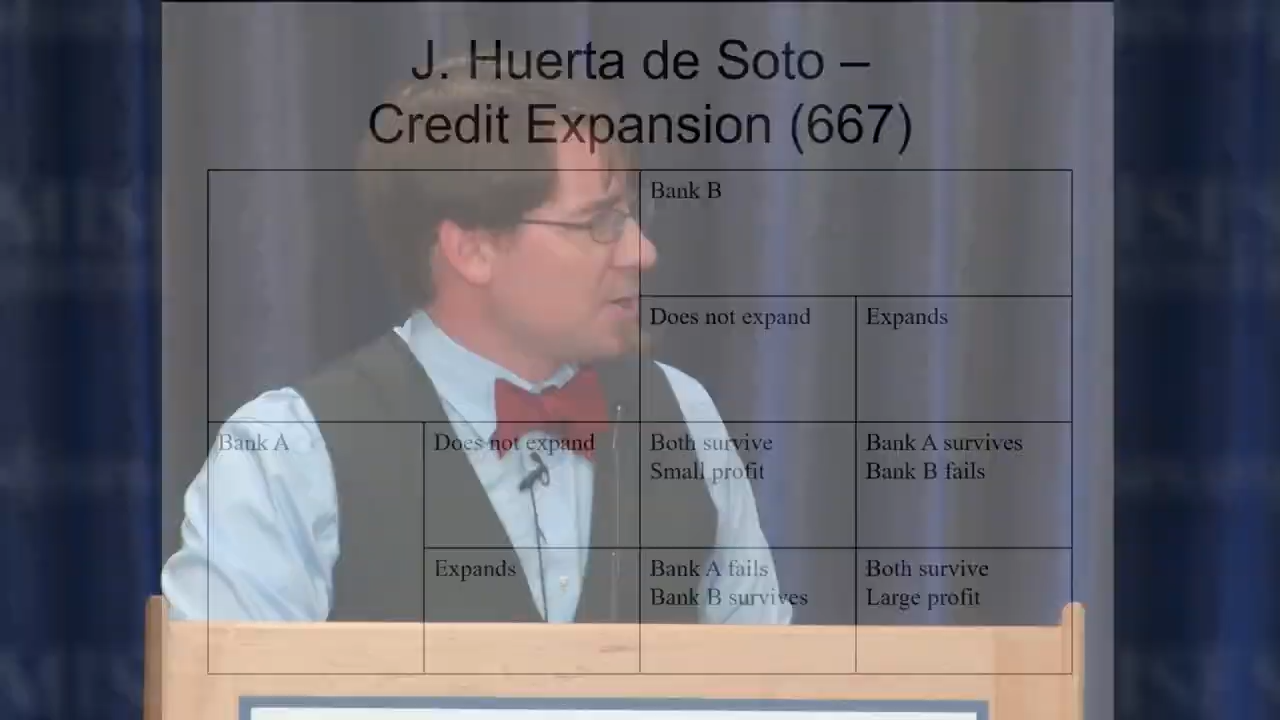 J. Huerta de Soto –
Credit Expansion (667)
Bank B
Does not expand
Expands
Bank A
Does not expand
Both survive
Small profit
Bank A survives
Bank B fails
Expands
Bank A fails
Bank B survives
Both survive
Large profit